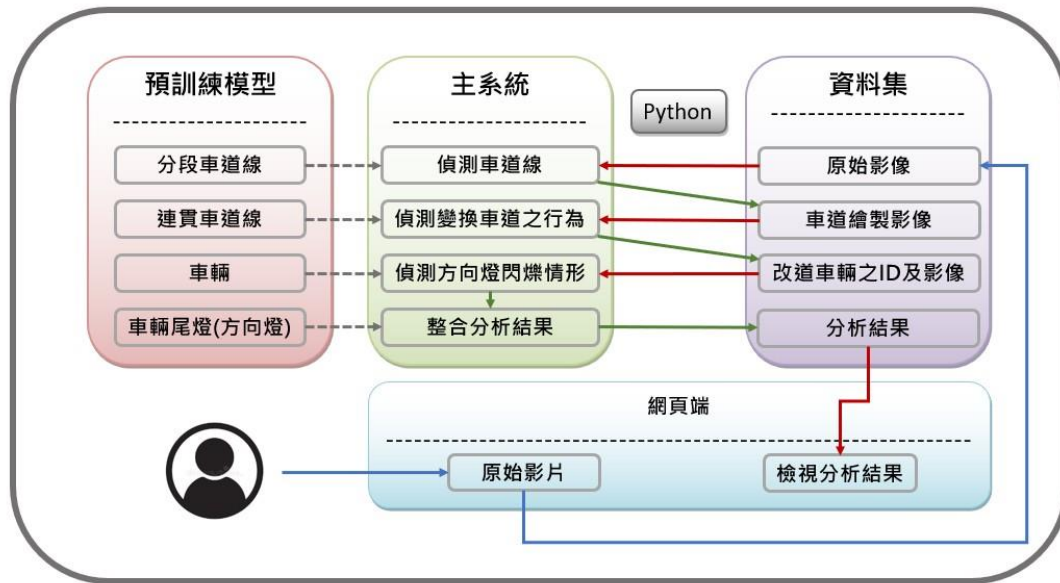 預訓練模型
分段車道線
連貫車道線
車輛
車輛尾燈(方向燈)
主系統
偵測車道線
偵測變換車道之行為
偵測方向燈閃爍情形
整合分析結果
Python
資料集
原始影像
車道繪製影像
改道車輛之ID及影像
分析結果
網頁端
原始影片
檢視分析結果